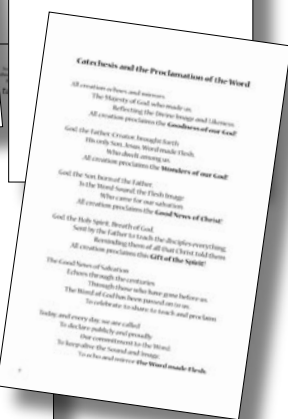 Catechesis and the Proclamation of the Word
All creation echoes and mirrors
The Majesty of God who made us
Reflecting the Divine Image and Likeness
All creation proclaims the Goodness of our God!
God, the Father, Creator, brought forth
His only Son, Jesus, Word made Flesh,
Who dwelt among us.
All creation proclaims the Wonders of our God!
God, the Son, born of the Father,
Is the Word-Sound, the Flesh-Image
Who came for our salvation
All creation proclaims the Good News of Christ!
God, the Holy Spirit, Breath of God,
Sent by the Father to teach the disciples everything
Reminding them of all that Christ told them
All creation proclaims this Gift of the Spirit!
The Good News of Salvation
Echoes through the centuries
Through those who have gone before us
The Word of God has been passed on to us
To celebrate, to share, to teach and proclaim
Today, and every day, we are called
To declare publicly and proudly
Our commitment to the Word:
To keep alive the Sound and Image
To echo and mirror the Word made Flesh.